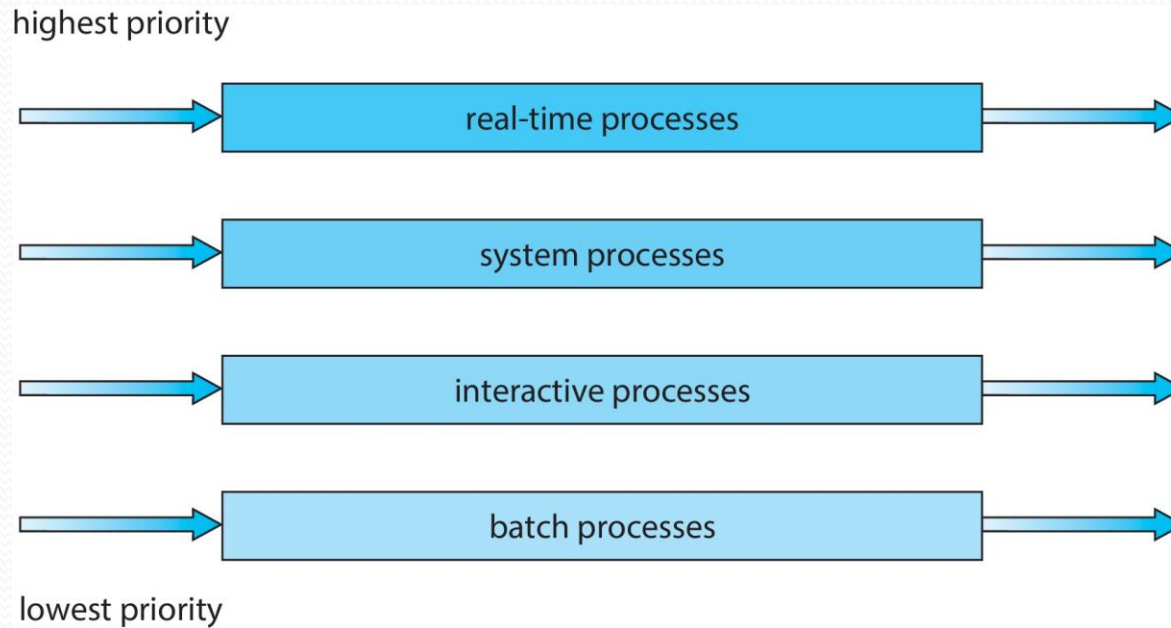 highest priority
real-time processes
system processes
interactive processes
batch processes
lowest priority